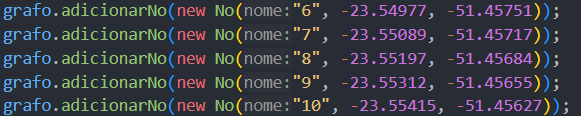 grafo.adicionarNo(new No(nome:"6", -23.54977, -51.45751));
grafo.adicionarNo(new No(nome:"7", -23.55089, -51.45717));
grafo.adicionarNo(new No(nome:"8", -23.55197, -51.45684));
grafo.adicionarNo(new No(nome:"9", -23.55312, -51.45655));
grafo.adicionarNo(new No(nome:"10", -23.55415, -51.45627));